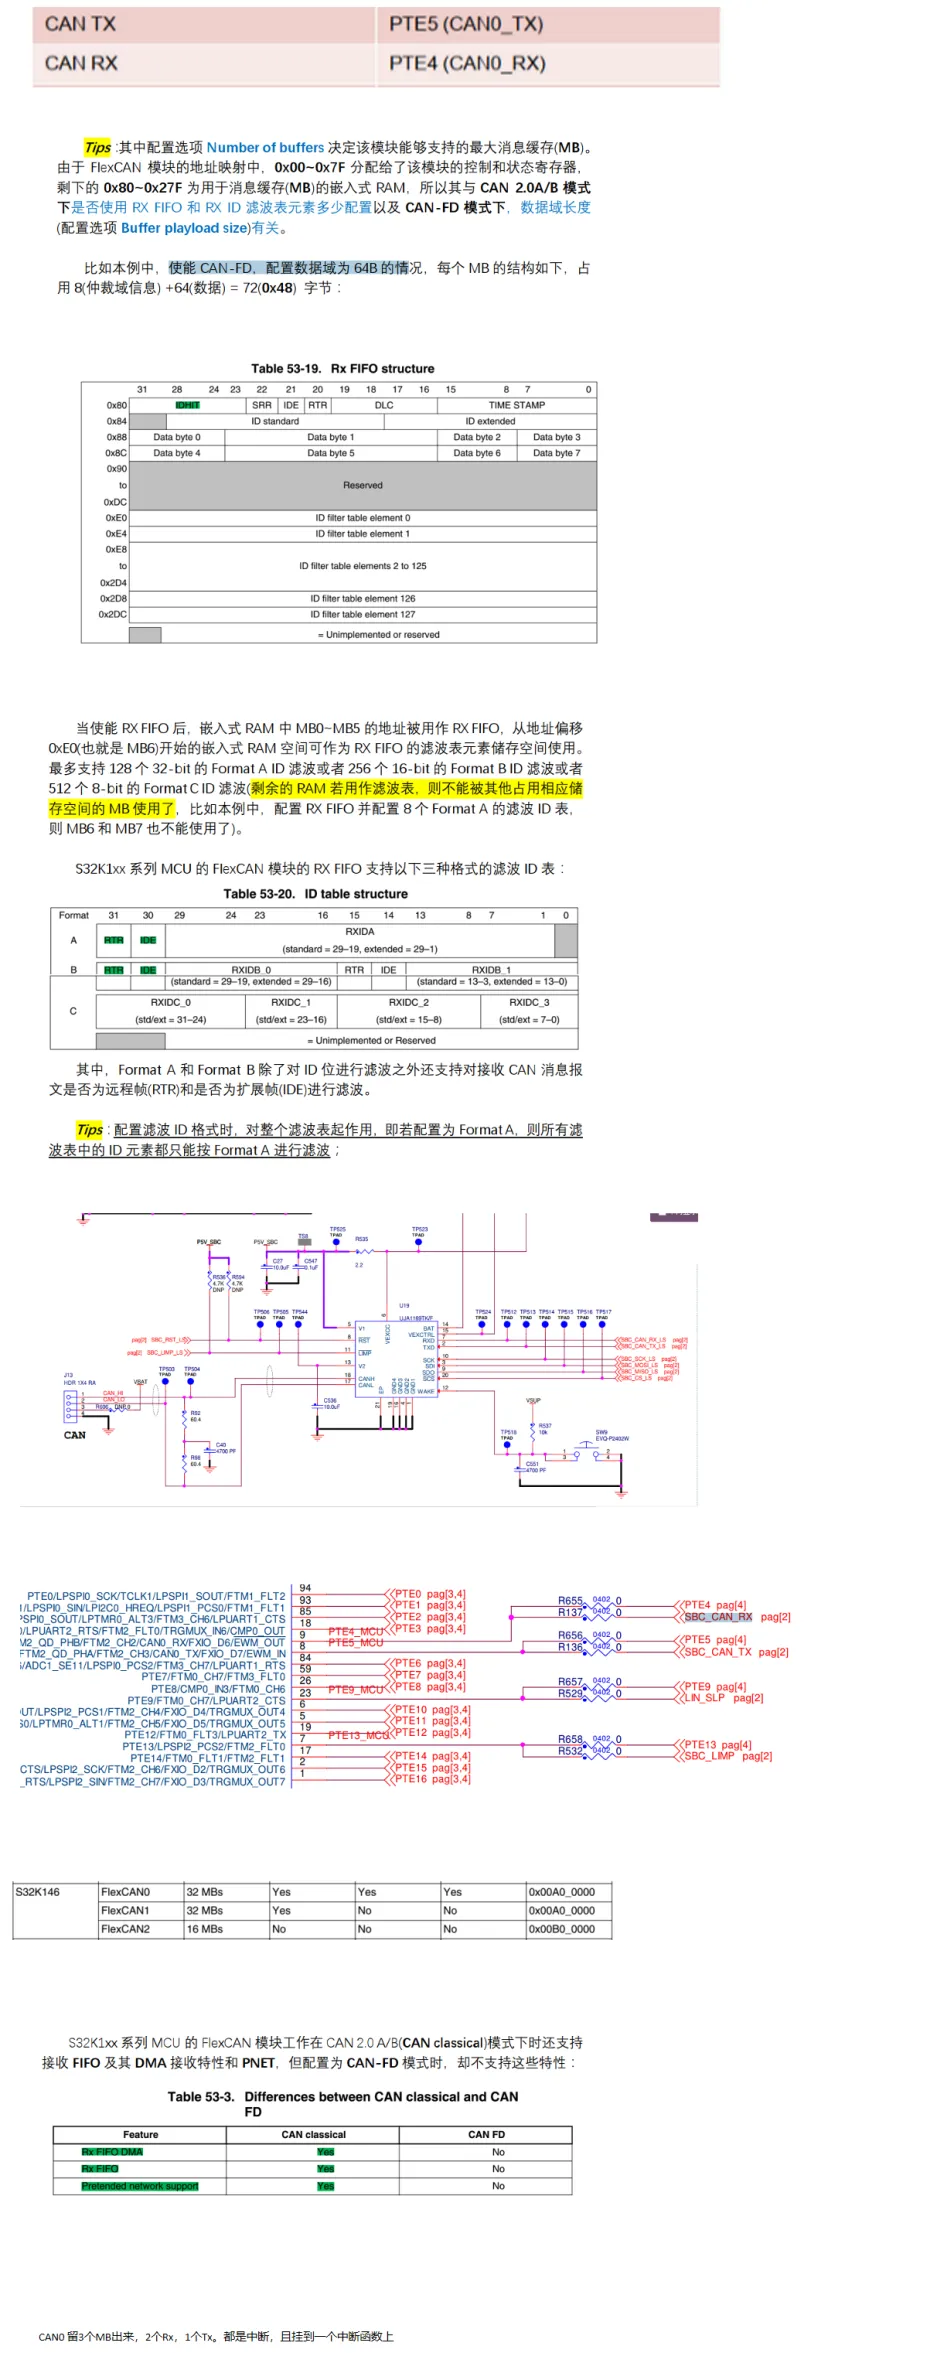 CAN TX PTE5 (CAN0_TX)
CAN RX PTE4 (CAN0_RX)
Tips :其中配置选项 Number of buffers 决定该模块能够支持的最大消息缓存(MB)。
由于 FlexCAN 模块的地址映射中，0x00~0x7F 分配给了该模块的控制和状态寄存器，
剩下的 0x80~0x27F 为用于消息缓存(MB)的嵌入式 RAM，所以其与 CAN 2.0A/B 模式
下是否使用 RX FIFO 和 RX ID 滤波表元素多少配置以及 CAN-FD 模式下，数据域长度
(配置选项 Buffer playload size)有关。
比如本例中，使能 CAN-FD，配置数据域为 64B 的情况，每个 MB 的结构如下，占
用 8(仲裁域信息) +64(数据) = 72(0x48) 字节：
Table 53-19. Rx FIFO structure
31 28 24 23 22 21 20 19 18 17 16 15 8 7 0
0x80 IDHIT SRR IDE RTR DLC TIME STAMP
0x84 ID standard ID extended
0x88 Data byte 0 Data byte 1 Data byte 2 Data byte 3
0x8C Data byte 4 Data byte 5 Data byte 6 Data byte 7
0x90
to Reserved
0xDC
0xE0 ID filter table element 0
0xE4 ID filter table element 1
0xE8
to ID filter table elements 2 to 125
0x2D4
0x2D8 ID filter table element 126
0x2DC ID filter table element 127
= Unimplemented or reserved
当使能 RX FIFO 后，嵌入式 RAM 中 MB0~MB5 的地址被用作 RX FIFO，从地址偏移
0xE0(也就是 MB6)开始的嵌入式 RAM 空间可作为 RX FIFO 的滤波表元素储存空间使用。
最多支持 128 个 32-bit 的 Format A ID 滤波或者 256 个 16-bit 的 Format B ID 滤波或者
512 个 8-bit 的 Format C ID 滤波(剩余的 RAM 若用作滤波表，则不能被其他占用相应储
存空间的 MB 使用了，比如本例中，配置 RX FIFO 并配置 8 个 Format A 的滤波 ID 表，
则 MB6 和 MB7 也不能使用了)。
S32K1xx 系列 MCU 的 FlexCAN 模块的 RX FIFO 支持以下三种格式的滤波 ID 表：
Table 53-20. ID table structure
Format 31 30 29 24 23 16 15 14 13 8 7 1 0
A RTR IDE RXIDA
(standard = 29–19, extended = 29–1)
B RTR IDE RXIDB_0 RTR IDE RXIDB_1
(standard = 29–19, extended = 29–16) (standard = 13–3, extended = 13–0)
C RXIDC_0 RXIDC_1 RXIDC_2 RXIDC_3
(std/ext = 31–24) (std/ext = 23–16) (std/ext = 15–8) (std/ext = 7–0)
= Unimplemented or Reserved
其中，Format A 和 Format B 除了对 ID 位进行滤波之外还支持对接收 CAN 消息报
文是否为远程帧(RTR)和是否为扩展帧(IDE)进行滤波。
Tips：配置滤波 ID 格式时，对整个滤波表起作用，即若配置为 Format A，则所有滤
波表中的 ID 元素都只能按 Format A 进行滤波；
P5V_SBC P5V_SBC TP525 TPAD R535 2.2 TP523 TPAD
R594 4.7K DNP
C27 10.0uF C547 0.1uF
U19
UJA1169TK/F
TP506 TP505 TP544
TP524 TP512 TP513 TP514 TP515 TP516 TP517
pag[2] SBC_RST_LS
pag[2] SBC_LIMP_LS
V1 RST LIMP V2 CANH CANL VEXCC
BAT VEXCTRL RXD TXD SCK SDI SDO SCS WAKE
SBC_CAN_RX_LS pag[2]
SBC_CAN_TX_LS pag[2]
SBC_SCK_LS pag[2]
SBC_MOSI_LS pag[2]
SBC_MISO_LS pag[2]
SBC_CS_LS pag[2]
TP503 TP504
J13
HDR 1X4 RA
CAN_HI
CAN_LO
VBAT
CAN
R92 60.4
C40 4700 PF
R98 60.4
C536 10.0uF
VSUP
R537 10k
TP518 TPAD
C551 4700 PF
SW9
EVQ-P2402W
PTE0/LPSPI0_SCK/TCLK1/LPSPI1_SOUT/FTM1_FLT2 94 PTE0 pag[3,4]
I/LPSPI0_SIN/LPI2C0_HREQ/LPSPI1_PCS0/FTM1_FLT1 93 PTE1 pag[3,4]
PSPI0_SOUT/LPTMR0_ALT3/FTM3_CH6/LPUART1_CTS 85 PTE2 pag[3,4]
)/LPUART2_RTS/FTM2_FLT0/TRGMUX_IN6/CMP0_OUT 18 PTE3 pag[3,4]
M2_QD_PHB/FTM2_CH2/CAN0_RX/FXIO_D6/EWM_OUT 9 PTE4_MCU
FTM2_QD_PHA/FTM2_CH3/CAN0_TX/FXIO_D7/EWM_IN 8 PTE5_MCU
;/ADC1_SE11/LPSPI0_PCS2/FTM3_CH7/LPUART1_RTS 84 PTE6 pag[3,4]
PTE7/FTM0_CH7/FTM3_FLT0 59 PTE7 pag[3,4]
PTE8/CMP0_IN3/FTM0_CH6 26 PTE8 pag[3,4]
PTE9/FTM0_CH7/LPUART2_CTS 23 PTE9_MCU
OUT/LPSPI2_PCS1/FTM2_CH4/FXIO_D4/TRGMUX_OUT4 6 PTE10 pag[3,4]
S0/LPTMR0_ALT1/FTM2_CH5/FXIO_D5/TRGMUX_OUT5 5 PTE11 pag[3,4]
PTE12/FTM0_FLT3/LPUART2_TX 19 PTE12 pag[3,4]
PTE13/LPSPI2_PCS2/FTM2_FLT0 7 PTE13_MCU
PTE14/FTM0_FLT1/FTM2_FLT1 17 PTE14 pag[3,4]
CTS/LPSPI2_SCK/FTM2_CH6/FXIO_D2/TRGMUX_OUT6 2 PTE15 pag[3,4]
_RTS/LPSPI2_SIN/FTM2_CH7/FXIO_D3/TRGMUX_OUT7 1 PTE16 pag[3,4]
R655 0402 0 PTE4 pag[4]
R137 0402 0 SBC_CAN_RX pag[2]
R656 0402 0 PTE5 pag[4]
R136 0402 0 SBC_CAN_TX pag[2]
R657 0402 0 PTE9 pag[4]
R529 0402 0 LIN_SLP pag[2]
R658 0402 0 PTE13 pag[4]
R532 0402 0 SBC_LIMP pag[2]
S32K146 FlexCAN0 32 MBs Yes Yes Yes 0x00A0_0000
FlexCAN1 32 MBs Yes No No 0x00A0_0000
FlexCAN2 16 MBs No No No 0x00B0_0000
S32K1xx 系列 MCU 的 FlexCAN 模块工作在 CAN 2.0 A/B(CAN classical)模式下时还支持
接收 FIFO 及其 DMA 接收特性和 PNET，但配置为 CAN-FD 模式时，却不支持这些特性：
Table 53-3. Differences between CAN classical and CAN
FD
Feature CAN classical CAN FD
Rx FIFO DMA Yes No
Rx FIFO Yes No
Pretended network support Yes No
CAN0 留3个MB出来，2个Rx，1个Tx。都是中断，且挂到一个中断函数上